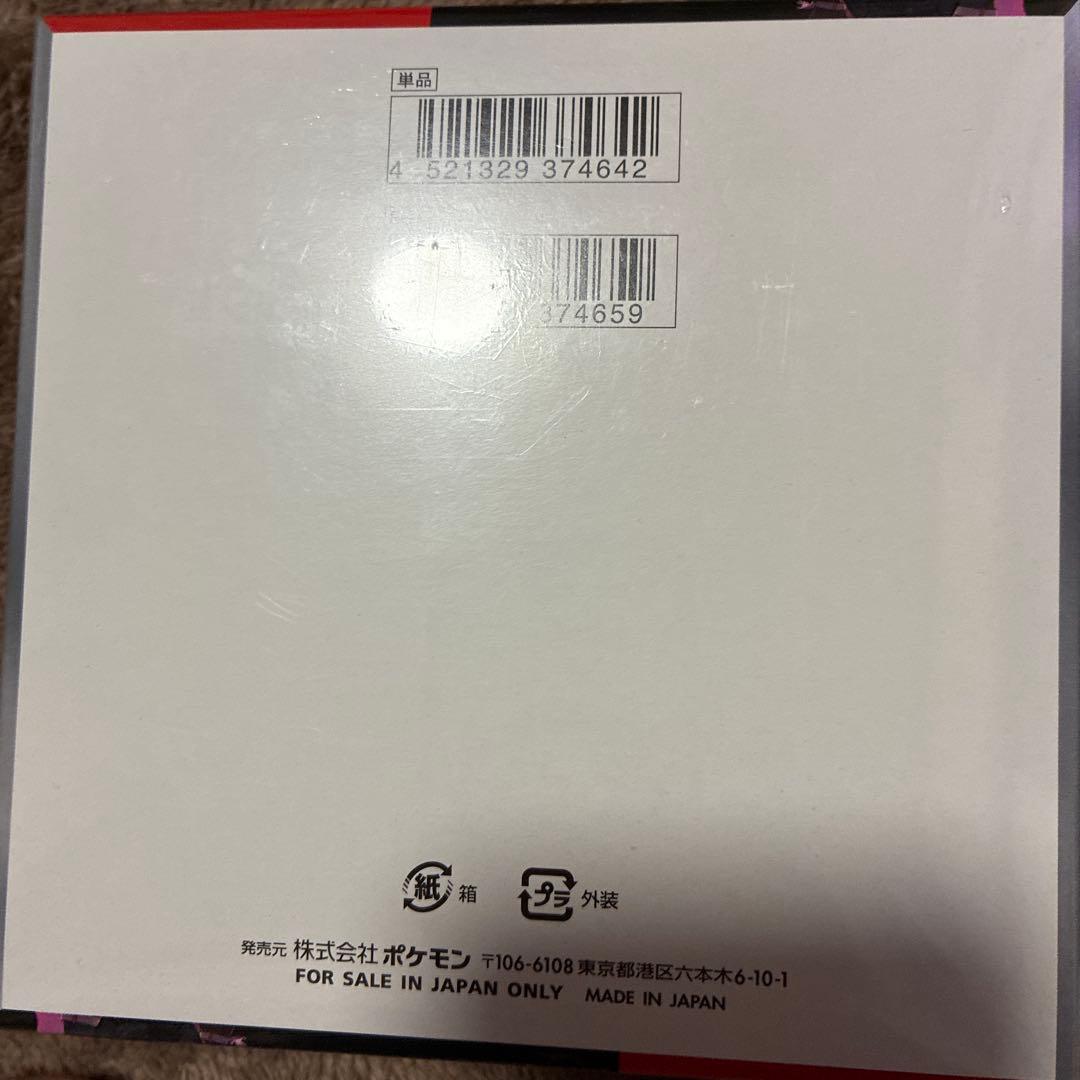 単品
4 521329 374642
374659
紙 箱 プラ 外装
発売元 株式会社ポケモン 〒106-6108 東京都港区六本木6-10-1
FOR SALE IN JAPAN ONLY MADE IN JAPAN